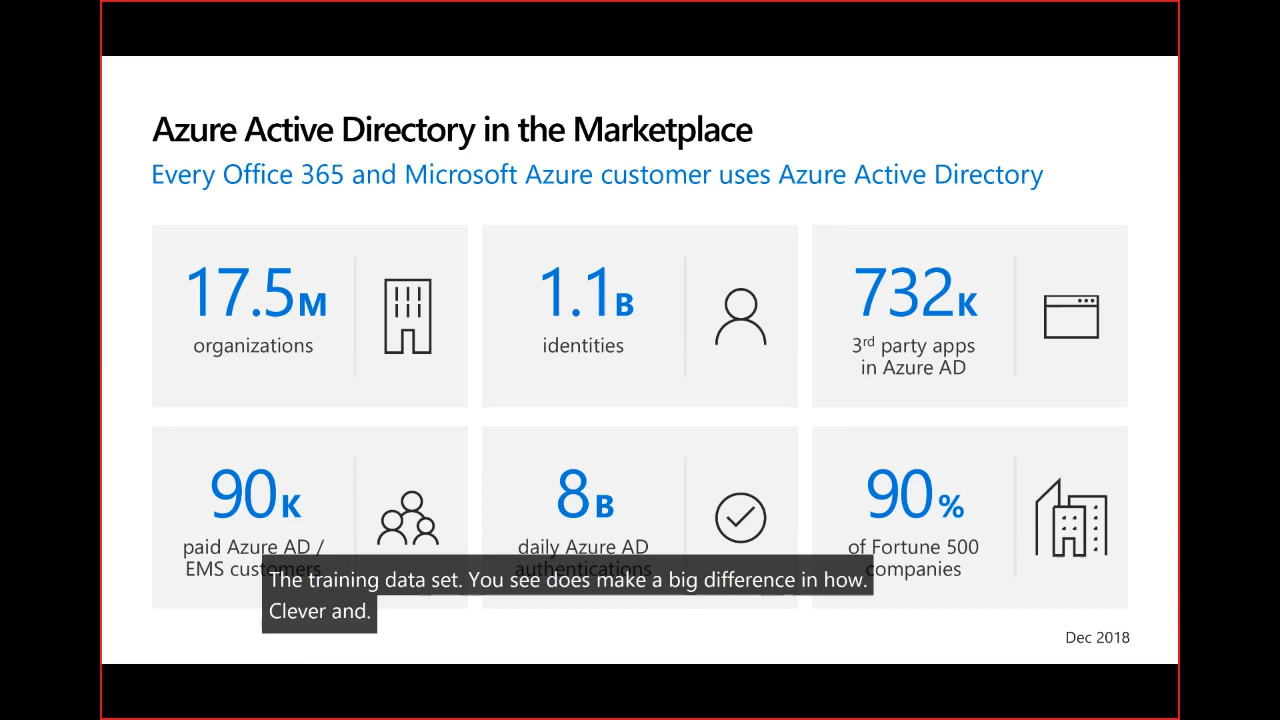 Azure Active Directory in the Marketplace
Every Office 365 and Microsoft Azure customer uses Azure Active Directory
17.5M
organizations
1.1B
identities
732K
3rd party apps
in Azure AD
90K
paid Azure AD /
EMS customers
8B
daily Azure AD
authentications
90%
of Fortune 500
companies
The training data set. You see does make a big difference in how.
Clever and.
Dec 2018